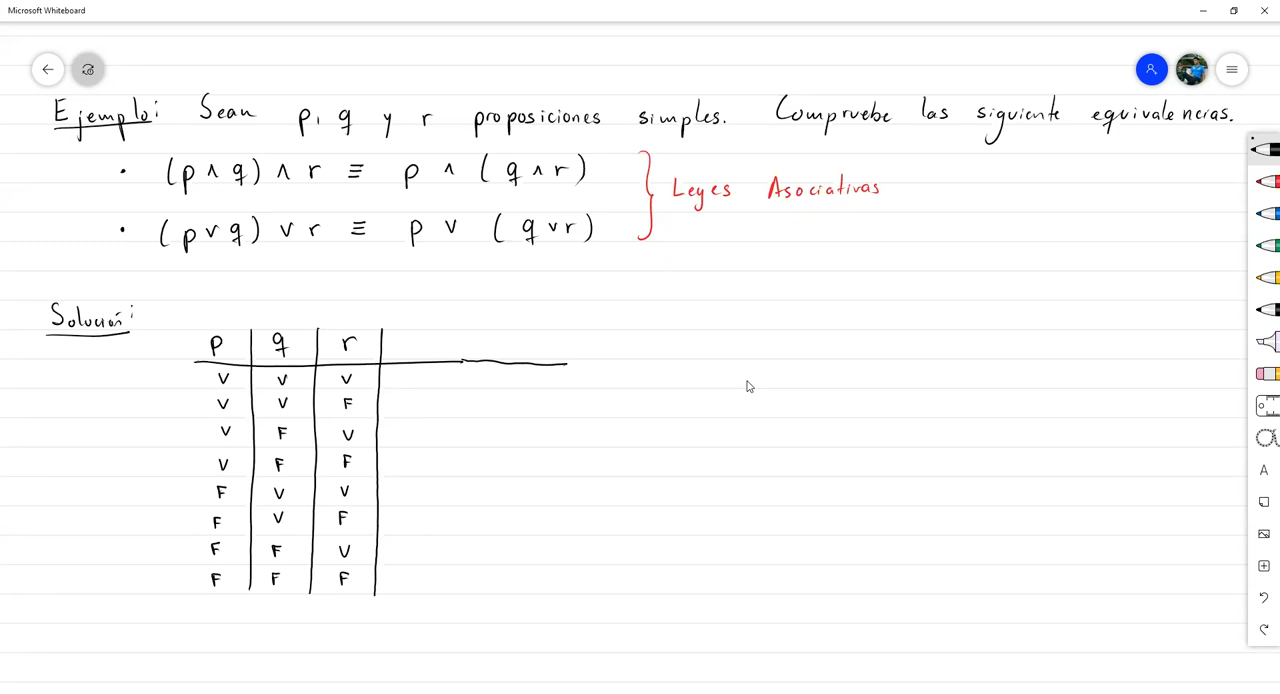 Microsoft Whiteboard
Ejemplo: Sean p, q y r proposiciones simples. Compruebe las siguiente equivalencias.
• (p ∧ q) ∧ r ≡ p ∧ (q ∧ r)
• (p ∨ q) ∨ r ≡ p ∨ (q ∨ r)
Leyes Asociativas
Solución:
p q r
V V V
V V F
V F V
V F F
F V V
F V F
F F V
F F F
A